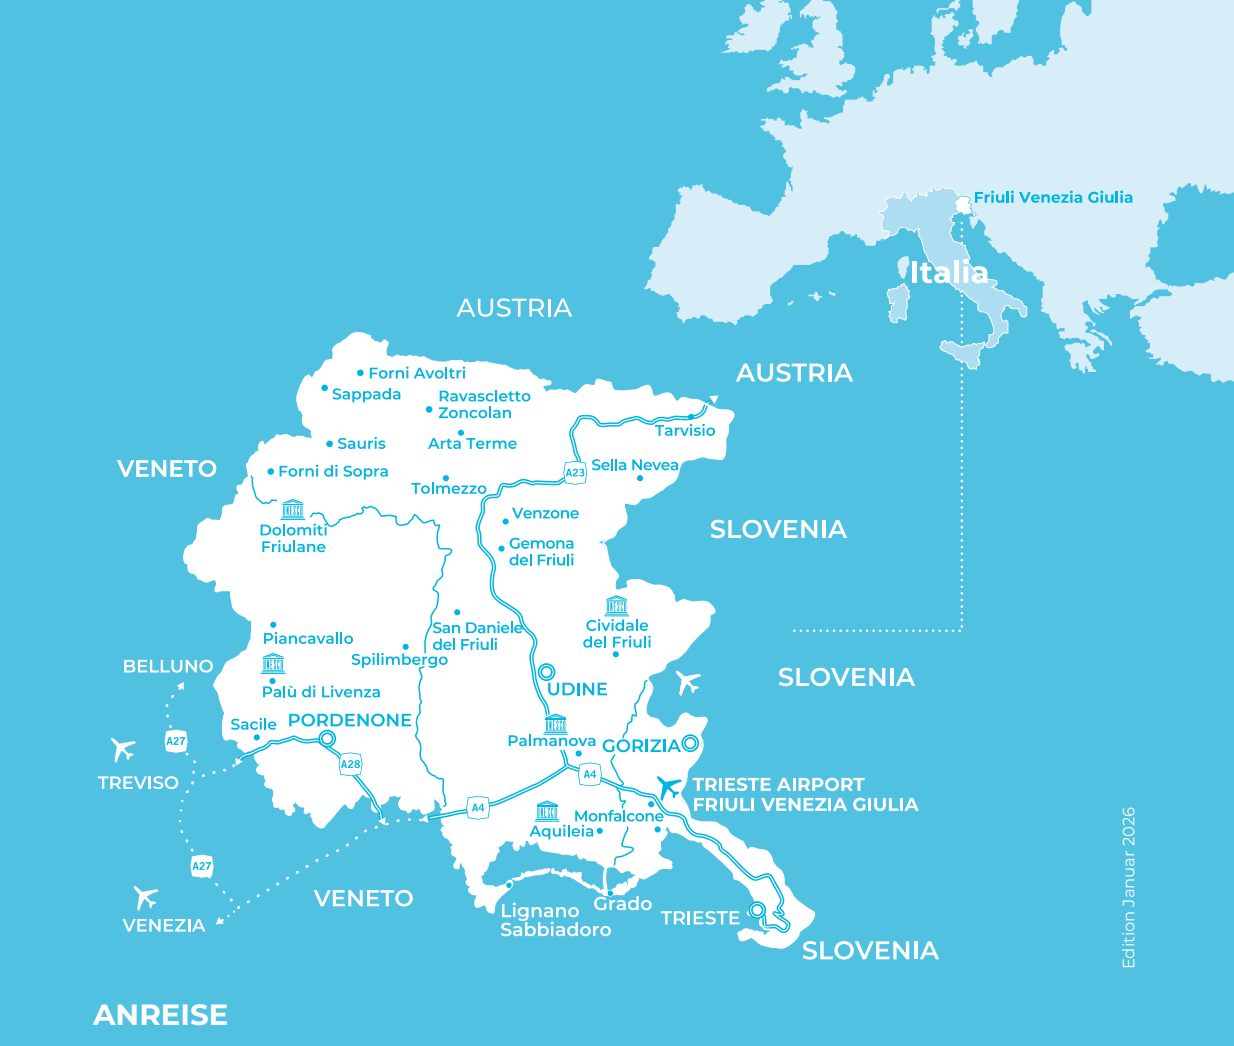 Friuli Venezia Giulia
Italia
AUSTRIA
AUSTRIA
Forni Avoltri
Sappada
Ravascletto
Zoncolan
Tarvisio
Sauris
Arta Terme
VENETO
Forni di Sopra
A23
Sella Nevea
Tolmezzo
Venzone
Dolomiti
Friulane
SLOVENIA
Gemona
del Friuli
Cividale
del Friuli
San Daniele
del Friuli
Piancavallo
Spilimbergo
BELLUNO
SLOVENIA
Palù di Livenza
UDINE
Sacile
PORDENONE
A27
Palmanova
GORIZIA
A28
A4
TREVISO
TRIESTE AIRPORT
FRIULI VENEZIA GIULIA
A4
Monfalcone
Aquileia
A27
VENETO
Grado
Lignano
Sabbiadoro
TRIESTE
VENEZIA
SLOVENIA
Edition Januar 2026
ANREISE